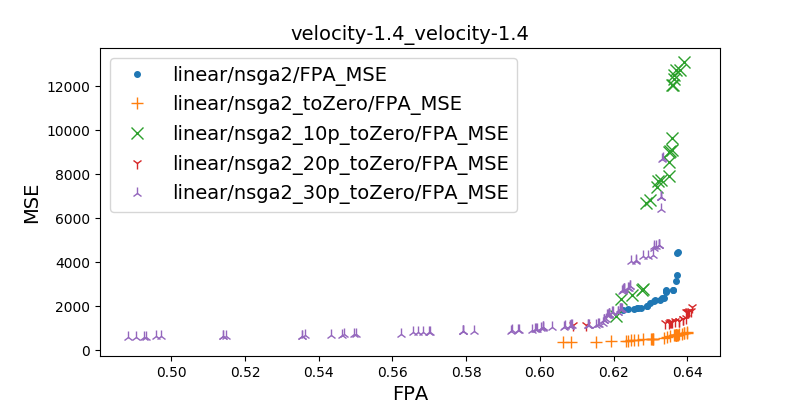 velocity-1.4_velocity-1.4
linear/nsga2/FPA_MSE
linear/nsga2_toZero/FPA_MSE
linear/nsga2_10p_toZero/FPA_MSE
linear/nsga2_20p_toZero/FPA_MSE
linear/nsga2_30p_toZero/FPA_MSE
MSE
12000
10000
8000
6000
4000
2000
0
0.50 0.52 0.54 0.56 0.58 0.60 0.62 0.64
FPA